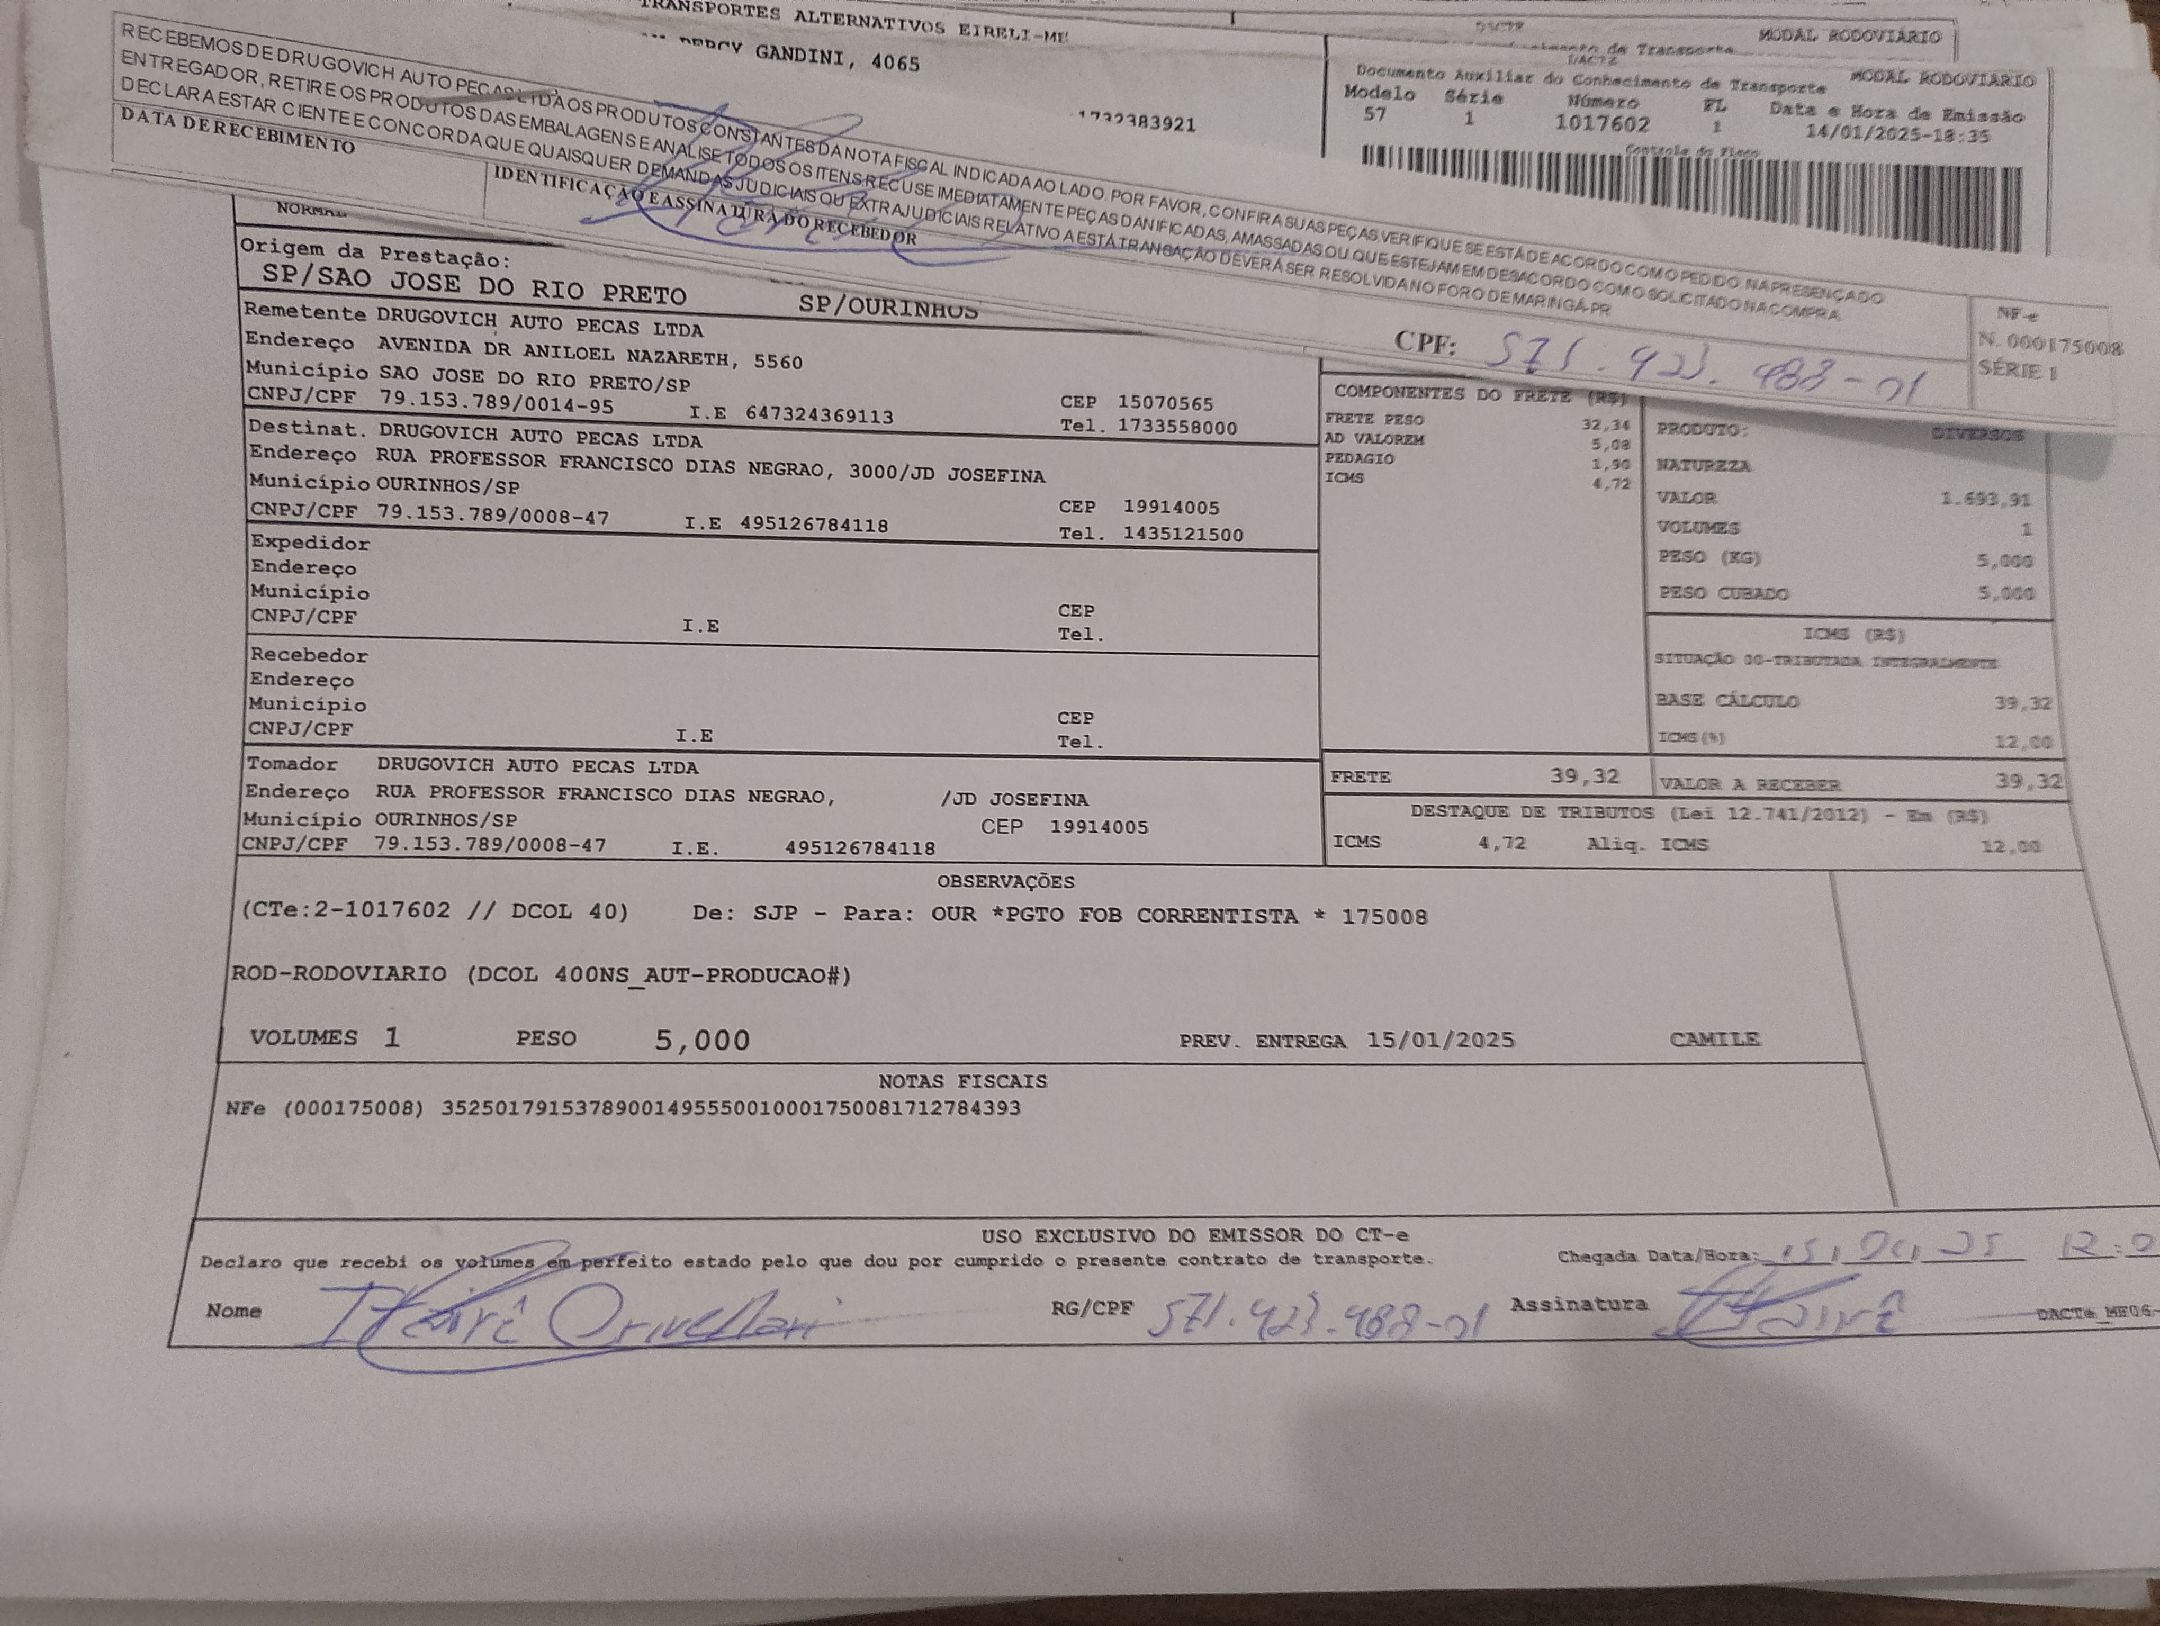 TRANSPORTES ALTERNATIVOS EIRELI-ME
GANDINI, 4065
1732383921
MODAL RODOVIÁRIO
de Transporte
DACTE
MODAL RODOVIÁRIO
Documento Auxiliar do Conhecimento de Transporte
Modelo Série Número FL Data e Hora de Emissão
57 1 1017602 1 14/01/2025-18:35
Controle do Fisco
RECEBEMOS DE DRUGOVICH AUTO PECAS LTDA OS PRODUTOS CONSTANTES DA NOTA FISCAL INDICADA AO LADO. POR FAVOR, CONFIRA SUAS PEÇAS VERIFIQUE SE ESTÁ DE ACORDO COM O PEDIDO. NA PRESENÇA DO
ENTREGADOR, RETIRE OS PRODUTOS DAS EMBALAGENS E ANALISE TODOS OS ITENS RECUSE IMEDIATAMENTE PEÇAS DANIFICADAS, AMASSADAS OU QUE ESTEJAM EM DESACORDO COM O SOLICITADO NA COMPRA.
DECLARA ESTAR CIENTE E CONCORDA QUE QUAISQUER DEMANDAS JUDICIAIS OU EXTRAJUDICIAIS RELATIVO A ESTÁ TRANSAÇÃO DEVERÁ SER RESOLVIDA NO FORO DE MARINGÁ-PR
DATA DE RECEBIMENTO
IDENTIFICAÇÃO E ASSINATURA DO RECEBEDOR
CPF: 571.423.488-01
NF-e
N. 000175008
SÉRIE 1
NORMAL
Origem da Prestação:
SP/SAO JOSE DO RIO PRETO SP/OURINHOS
Remetente DRUGOVICH AUTO PECAS LTDA
Endereço AVENIDA DR ANILOEL NAZARETH, 5560
Município SAO JOSE DO RIO PRETO/SP CEP 15070565
CNPJ/CPF 79.153.789/0014-95 I.E 647324369113 Tel. 1733558000
Destinat. DRUGOVICH AUTO PECAS LTDA
Endereço RUA PROFESSOR FRANCISCO DIAS NEGRAO, 3000/JD JOSEFINA
Município OURINHOS/SP CEP 19914005
CNPJ/CPF 79.153.789/0008-47 I.E 495126784118 Tel. 1435121500
Expedidor
Endereço
Município CEP
CNPJ/CPF I.E Tel.
Recebedor
Endereço
Município CEP
CNPJ/CPF I.E Tel.
Tomador DRUGOVICH AUTO PECAS LTDA
Endereço RUA PROFESSOR FRANCISCO DIAS NEGRAO, /JD JOSEFINA
Município OURINHOS/SP CEP 19914005
CNPJ/CPF 79.153.789/0008-47 I.E. 495126784118
COMPONENTES DO FRETE (R$)
FRETE PESO 32,34
AD VALOREM 5,08
PEDAGIO 1,90
ICMS 4,72
PRODUTO: DIVERSOS
NATUREZA
VALOR 1.693,91
VOLUMES 1
PESO (KG) 5,000
PESO CUBADO 5,000
ICMS (R$)
SITUAÇÃO 00-TRIBUTADA INTEGRALMENTE
BASE CÁLCULO 39,32
ICMS(%) 12,00
FRETE 39,32 VALOR A RECEBER 39,32
DESTAQUE DE TRIBUTOS (Lei 12.741/2012) - Em (R$)
ICMS 4,72 Aliq. ICMS 12,00
OBSERVAÇÕES
(CTe:2-1017602 // DCOL 40) De: SJP - Para: OUR *PGTO FOB CORRENTISTA * 175008
ROD-RODOVIARIO (DCOL 400NS_AUT-PRODUCAO#)
VOLUMES 1 PESO 5,000 PREV. ENTREGA 15/01/2025 CAMILE
NOTAS FISCAIS
NFe (000175008) 35250179153789001495550010001750081712784393
USO EXCLUSIVO DO EMISSOR DO CT-e
Declaro que recebi os volumes em perfeito estado pelo que dou por cumprido o presente contrato de transporte. Chegada Data/Hora: 15, 01, 25 12:0
Nome RG/CPF 571.423.488-01 Assinatura
DACTe_ME06-